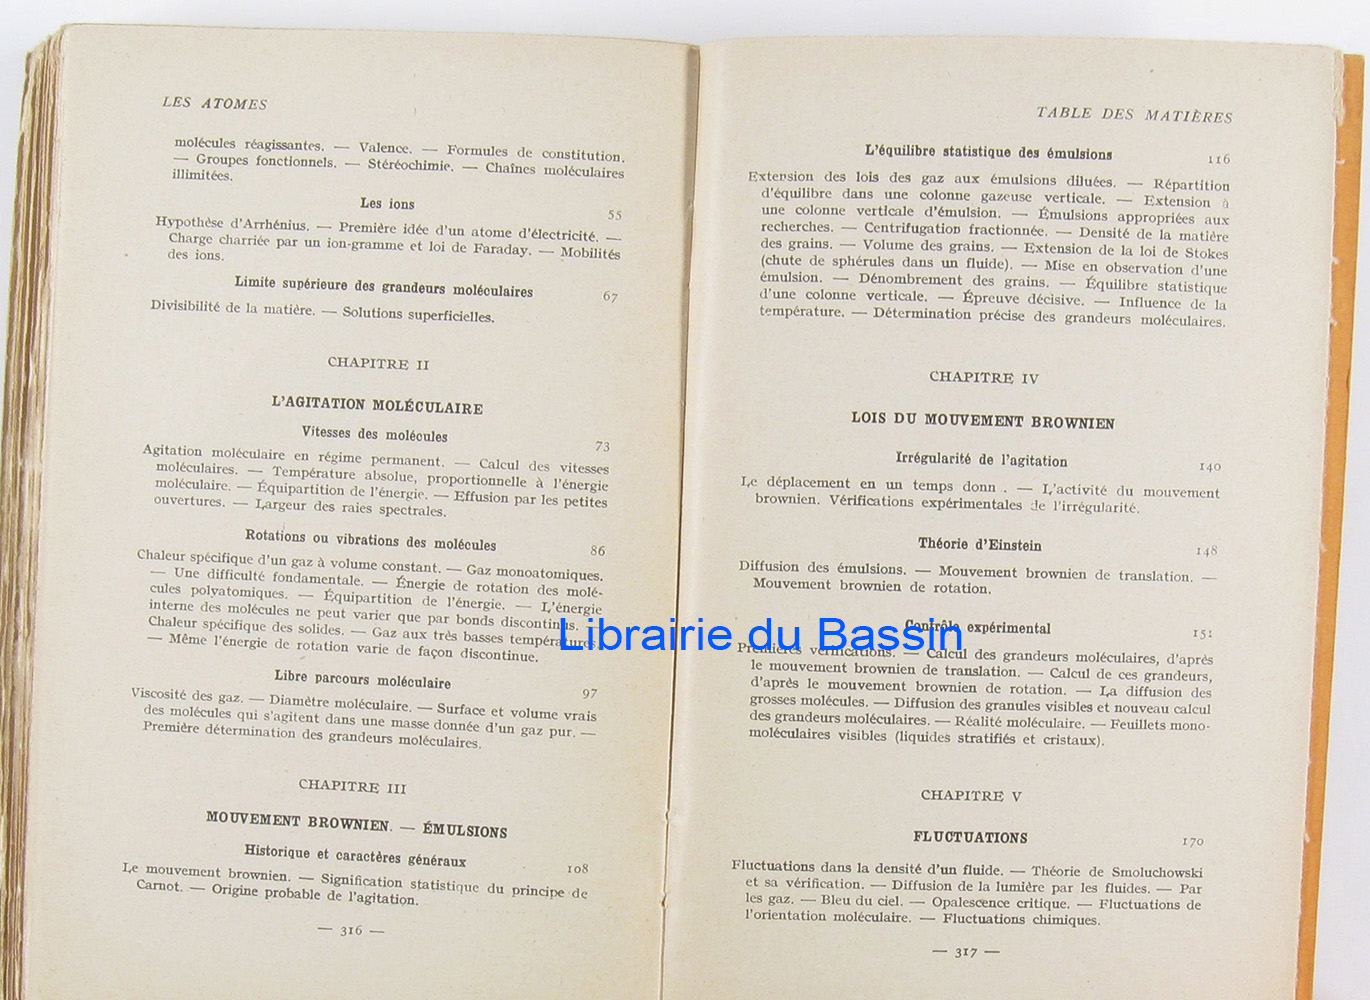 LES ATOMES
molécules réagissantes. — Valence. — Formules de constitution.
— Groupes fonctionnels. — Stéréochimie. — Chaînes moléculaires
illimitées.
Les ions 55
Hypothèse d'Arrhénius. — Première idée d'un atome d'électricité. —
Charge charriée par un ion-gramme et loi de Faraday. — Mobilités
des ions.
Limite supérieure des grandeurs moléculaires 67
Divisibilité de la matière. — Solutions superficielles.
CHAPITRE II
L'AGITATION MOLÉCULAIRE
Vitesses des molécules 73
Agitation moléculaire en régime permanent. — Calcul des vitesses
moléculaires. — Température absolue, proportionnelle à l'énergie
moléculaire. — Équipartition de l'énergie. — Effusion par les petites
ouvertures. — Largeur des raies spectrales.
Rotations ou vibrations des molécules 86
Chaleur spécifique d'un gaz à volume constant. — Gaz monoatomiques.
— Une difficulté fondamentale. — Énergie de rotation des molé-
cules polyatomiques. — Équipartition de l'énergie. — L'énergie
interne des molécules ne peut varier que par bonds discontinus. —
Chaleur spécifique des solides. — Gaz aux très basses températures.
— Même l'énergie de rotation varie de façon discontinue.
Libre parcours moléculaire 97
Viscosité des gaz. — Diamètre moléculaire. — Surface et volume vrais
des molécules qui s'agitent dans une masse donnée d'un gaz pur. —
Première détermination des grandeurs moléculaires.
CHAPITRE III
MOUVEMENT BROWNIEN. — ÉMULSIONS
Historique et caractères généraux 108
Le mouvement brownien. — Signification statistique du principe de
Carnot. — Origine probable de l'agitation.
— 316 —
TABLE DES MATIÈRES
L'équilibre statistique des émulsions 116
Extension des lois des gaz aux émulsions diluées. — Répartition
d'équilibre dans une colonne gazeuse verticale. — Extension à
une colonne verticale d'émulsion. — Émulsions appropriées aux
recherches. — Centrifugation fractionnée. — Densité de la matière
des grains. — Volume des grains. — Extension de la loi de Stokes
(chute de sphérules dans un fluide). — Mise en observation d'une
émulsion. — Dénombrement des grains. — Équilibre statistique
d'une colonne verticale. — Épreuve décisive. — Influence de la
température. — Détermination précise des grandeurs moléculaires.
CHAPITRE IV
LOIS DU MOUVEMENT BROWNIEN
Irrégularité de l'agitation 140
Le déplacement en un temps donn . — L'activité du mouvement
brownien. Vérifications expérimentales de l'irrégularité.
Théorie d'Einstein 148
Diffusion des émulsions. — Mouvement brownien de translation. —
Mouvement brownien de rotation.
Librairie du Bassin
Contrôle expérimental 151
Premières vérifications. — Calcul des grandeurs moléculaires, d'après
le mouvement brownien de translation. — Calcul de ces grandeurs,
d'après le mouvement brownien de rotation. — La diffusion des
grosses molécules. — Diffusion des granules visibles et nouveau calcul
des grandeurs moléculaires. — Réalité moléculaire. — Feuillets mono-
moléculaires visibles (liquides stratifiés et cristaux).
CHAPITRE V
FLUCTUATIONS 170
Fluctuations dans la densité d'un fluide. — Théorie de Smoluchowski
et sa vérification. — Diffusion de la lumière par les fluides. — Par
les gaz. — Bleu du ciel. — Opalescence critique. — Fluctuations de
l'orientation moléculaire. — Fluctuations chimiques.
— 317 —